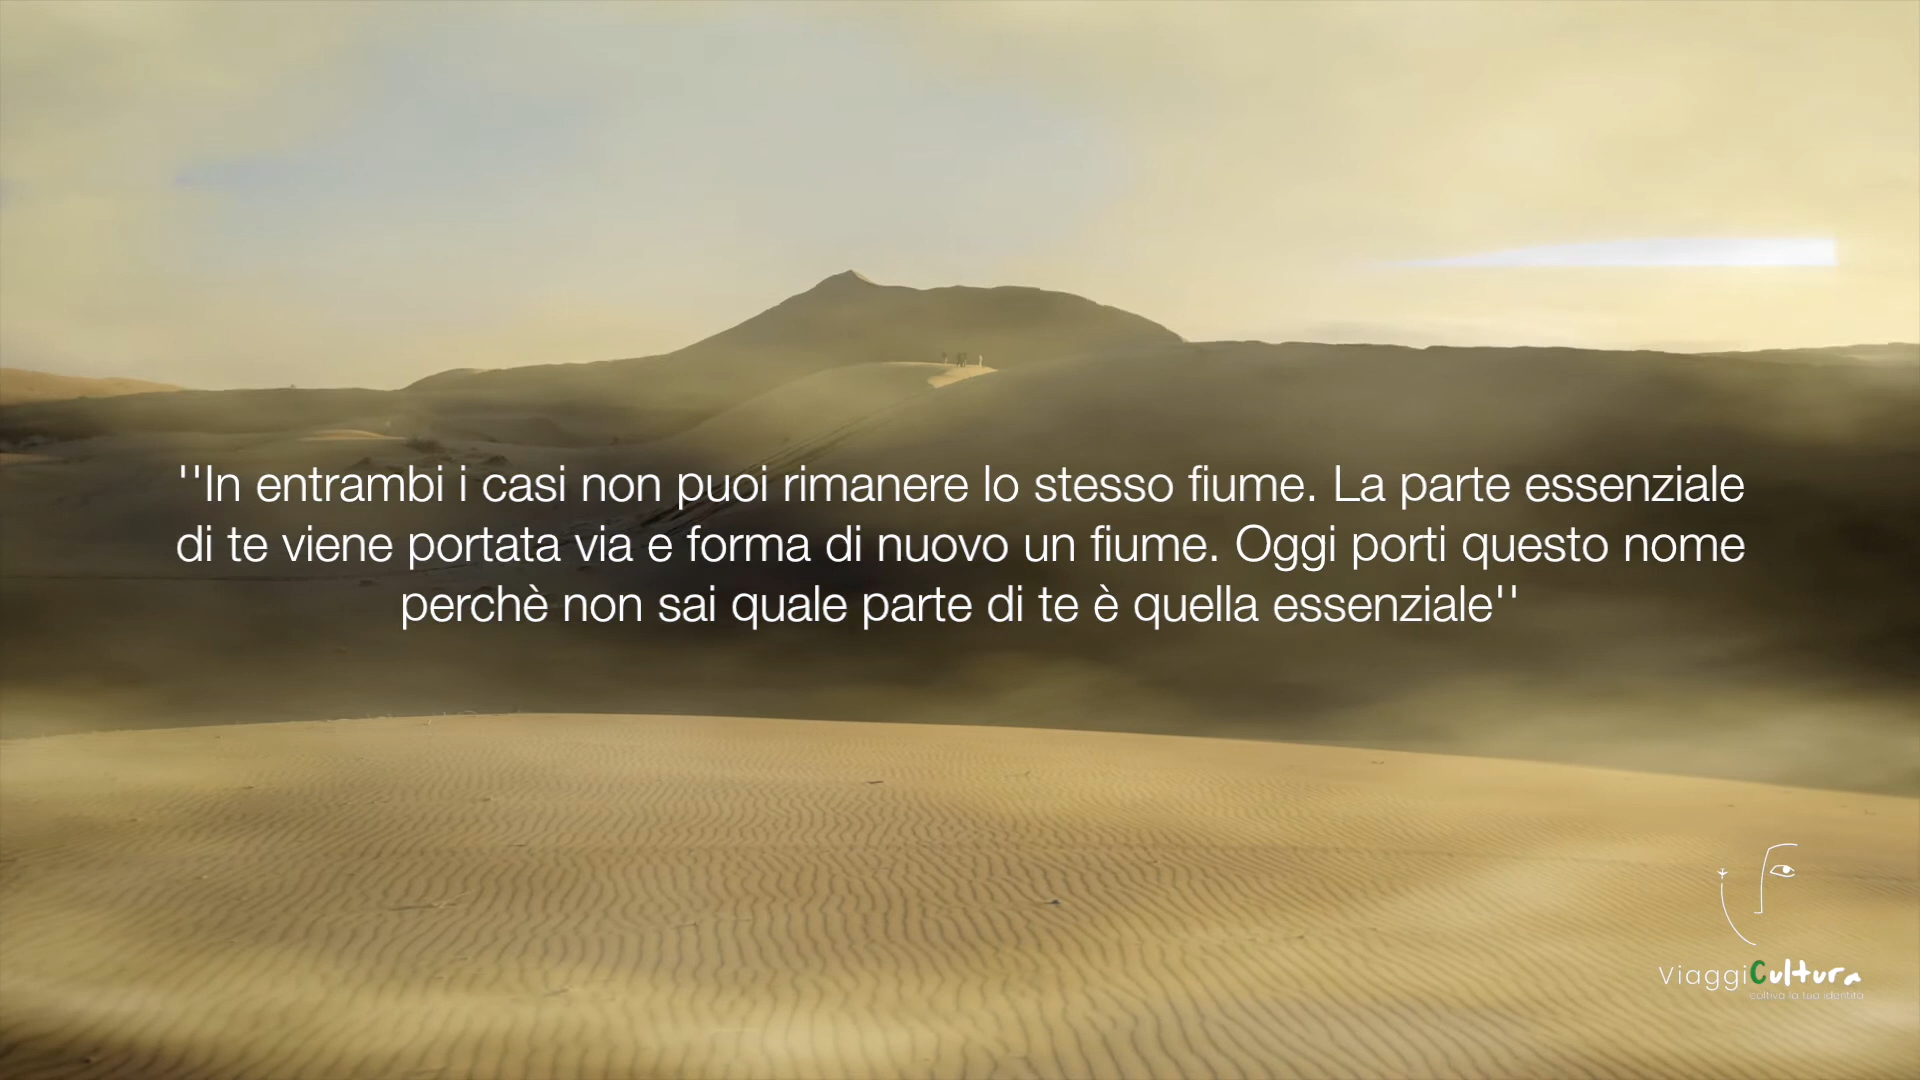 ''In entrambi i casi non puoi rimanere lo stesso fiume. La parte essenziale
di te viene portata via e forma di nuovo un fiume. Oggi porti questo nome
perchè non sai quale parte di te è quella essenziale''
ViaggiCultura
coltiva la tua identità